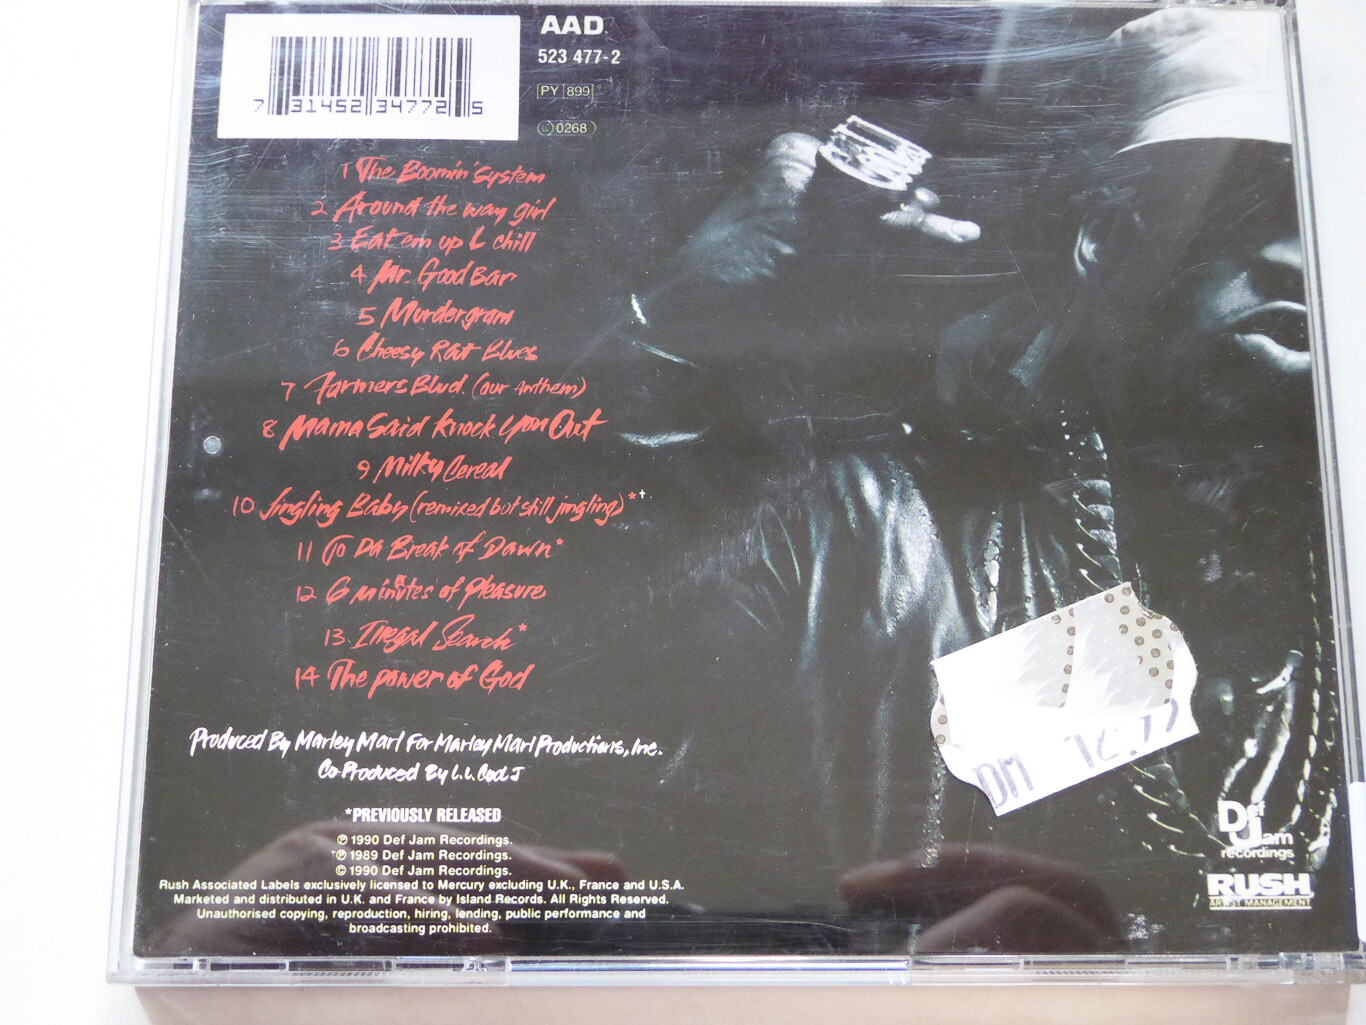 AAD
523 477-2
PY 899
0268
7 31452 34772 5
1 The Boomin' System
2 Around the way girl
3 Eat em up L chill
4 Mr. Good Bar
5 Murdergram
6 Cheesy Rat Blues
7 Farmers Blvd. (our Anthem)
8 Mama Said Knock You Out
9 Milky Cereal
10 Jingling Baby (remixed but still jingling)*†
11 To Da Break of Dawn*
12 6 minutes of Pleasure
13. Illegal Search*
14 The power of God
Produced By Marley Marl For Marley Marl Productions, Inc.
Co-Produced By L.L. Cool J
*PREVIOUSLY RELEASED
℗ 1990 Def Jam Recordings.
†℗ 1989 Def Jam Recordings.
© 1990 Def Jam Recordings.
Rush Associated Labels exclusively licensed to Mercury excluding U.K., France and U.S.A.
Marketed and distributed in U.K. and France by Island Records. All Rights Reserved.
Unauthorised copying, reproduction, hiring, lending, public performance and
broadcasting prohibited.
DM
Def
Jam
recordings
RUSH
ARTIST MANAGEMENT